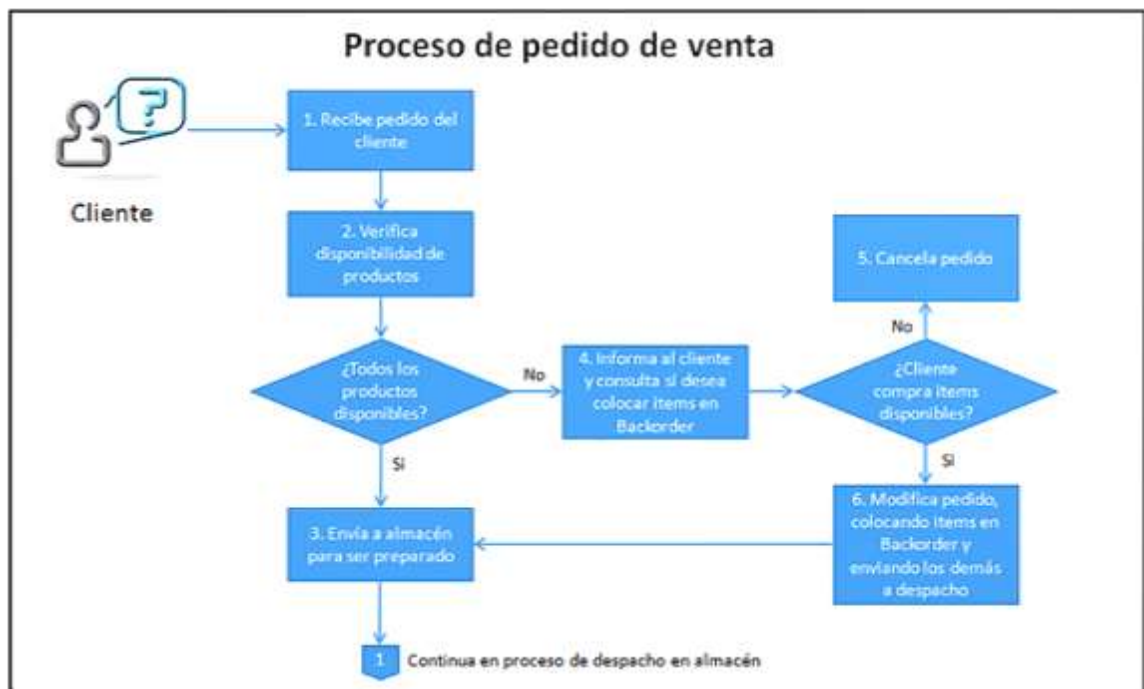 Proceso de pedido de venta
?
Cliente
1. Recibe pedido del
cliente
2. Verifica
disponibilidad de
productos
¿Todos los
productos
disponibles?
No
4. Informa al cliente
y consulta si desea
colocar items en
Backorder
¿Cliente
compra items
disponibles?
No
5. Cancela pedido
Si
6. Modifica pedido,
colocando items en
Backorder y
enviando los demás
a despacho
Si
3. Envía a almacén
para ser preparado
1
Continua en proceso de despacho en almacén